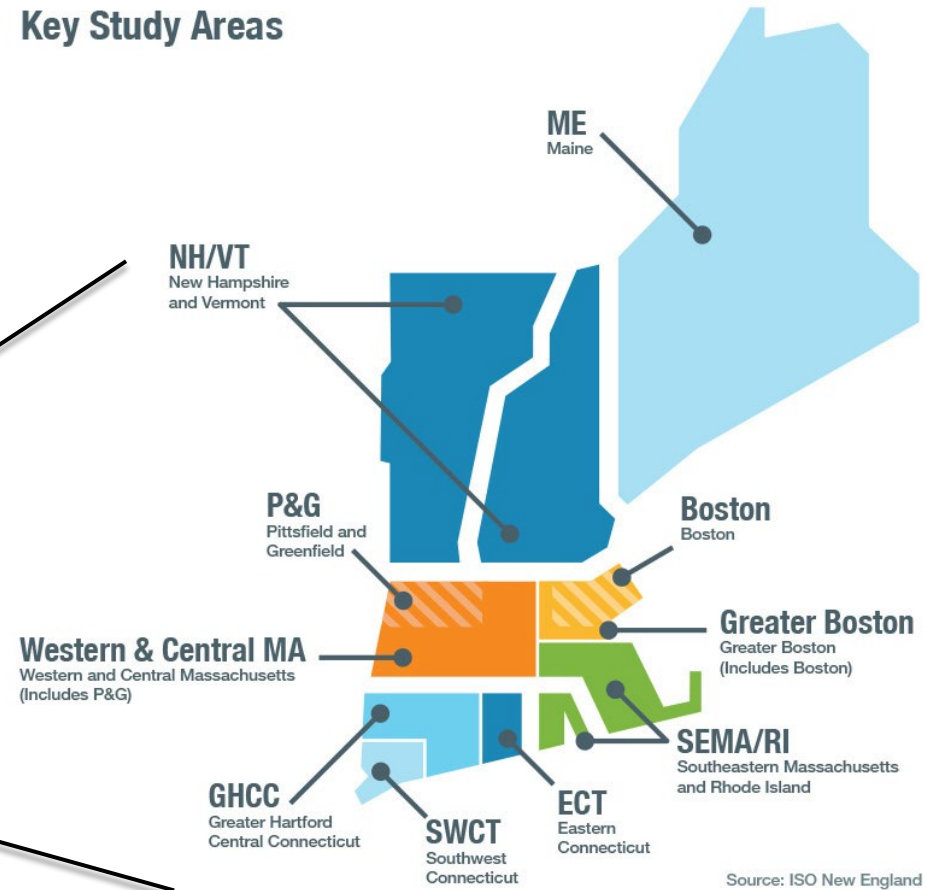 Key Study Areas
ME
Maine
NH/VT
New Hampshire
and Vermont
P&G
Pittsfield and
Greenfield
Boston
Boston
Greater Boston
Greater Boston
(Includes Boston)
Western & Central MA
Western and Central Massachusetts
(Includes P&G)
SEMA/RI
Southeastern Massachusetts
and Rhode Island
GHCC
Greater Hartford
Central Connecticut
SWCT
Southwest
Connecticut
ECT
Eastern
Connecticut
Source: ISO New England